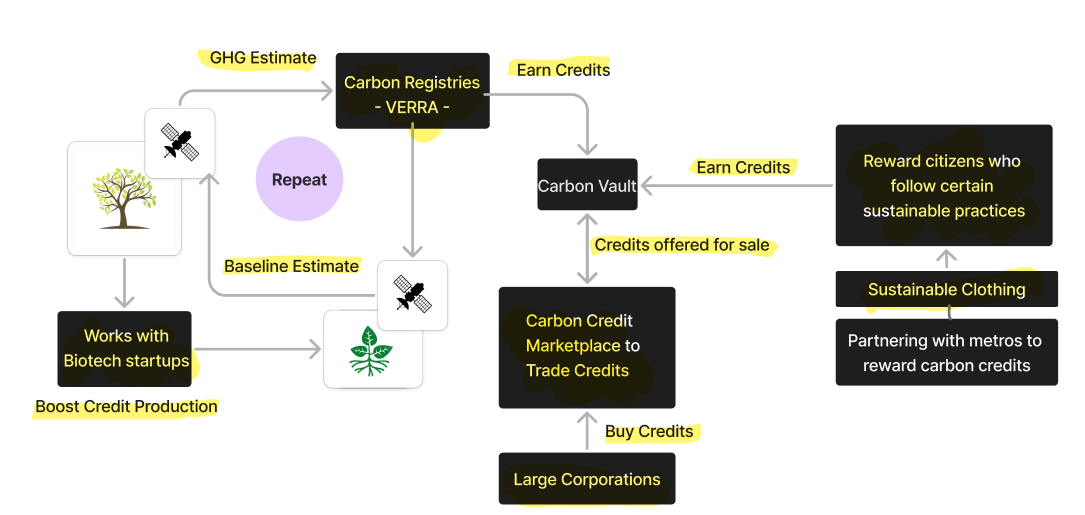 GHG Estimate
Carbon Registries
- VERRA -
Earn Credits
Repeat
Carbon Vault
Earn Credits
Reward citizens who
follow certain
sustainable practices
Baseline Estimate
Credits offered for sale
Sustainable Clothing
Works with
Biotech startups
Boost Credit Production
Carbon Credit
Marketplace to
Trade Credits
Partnering with metros to
reward carbon credits
Buy Credits
Large Corporations